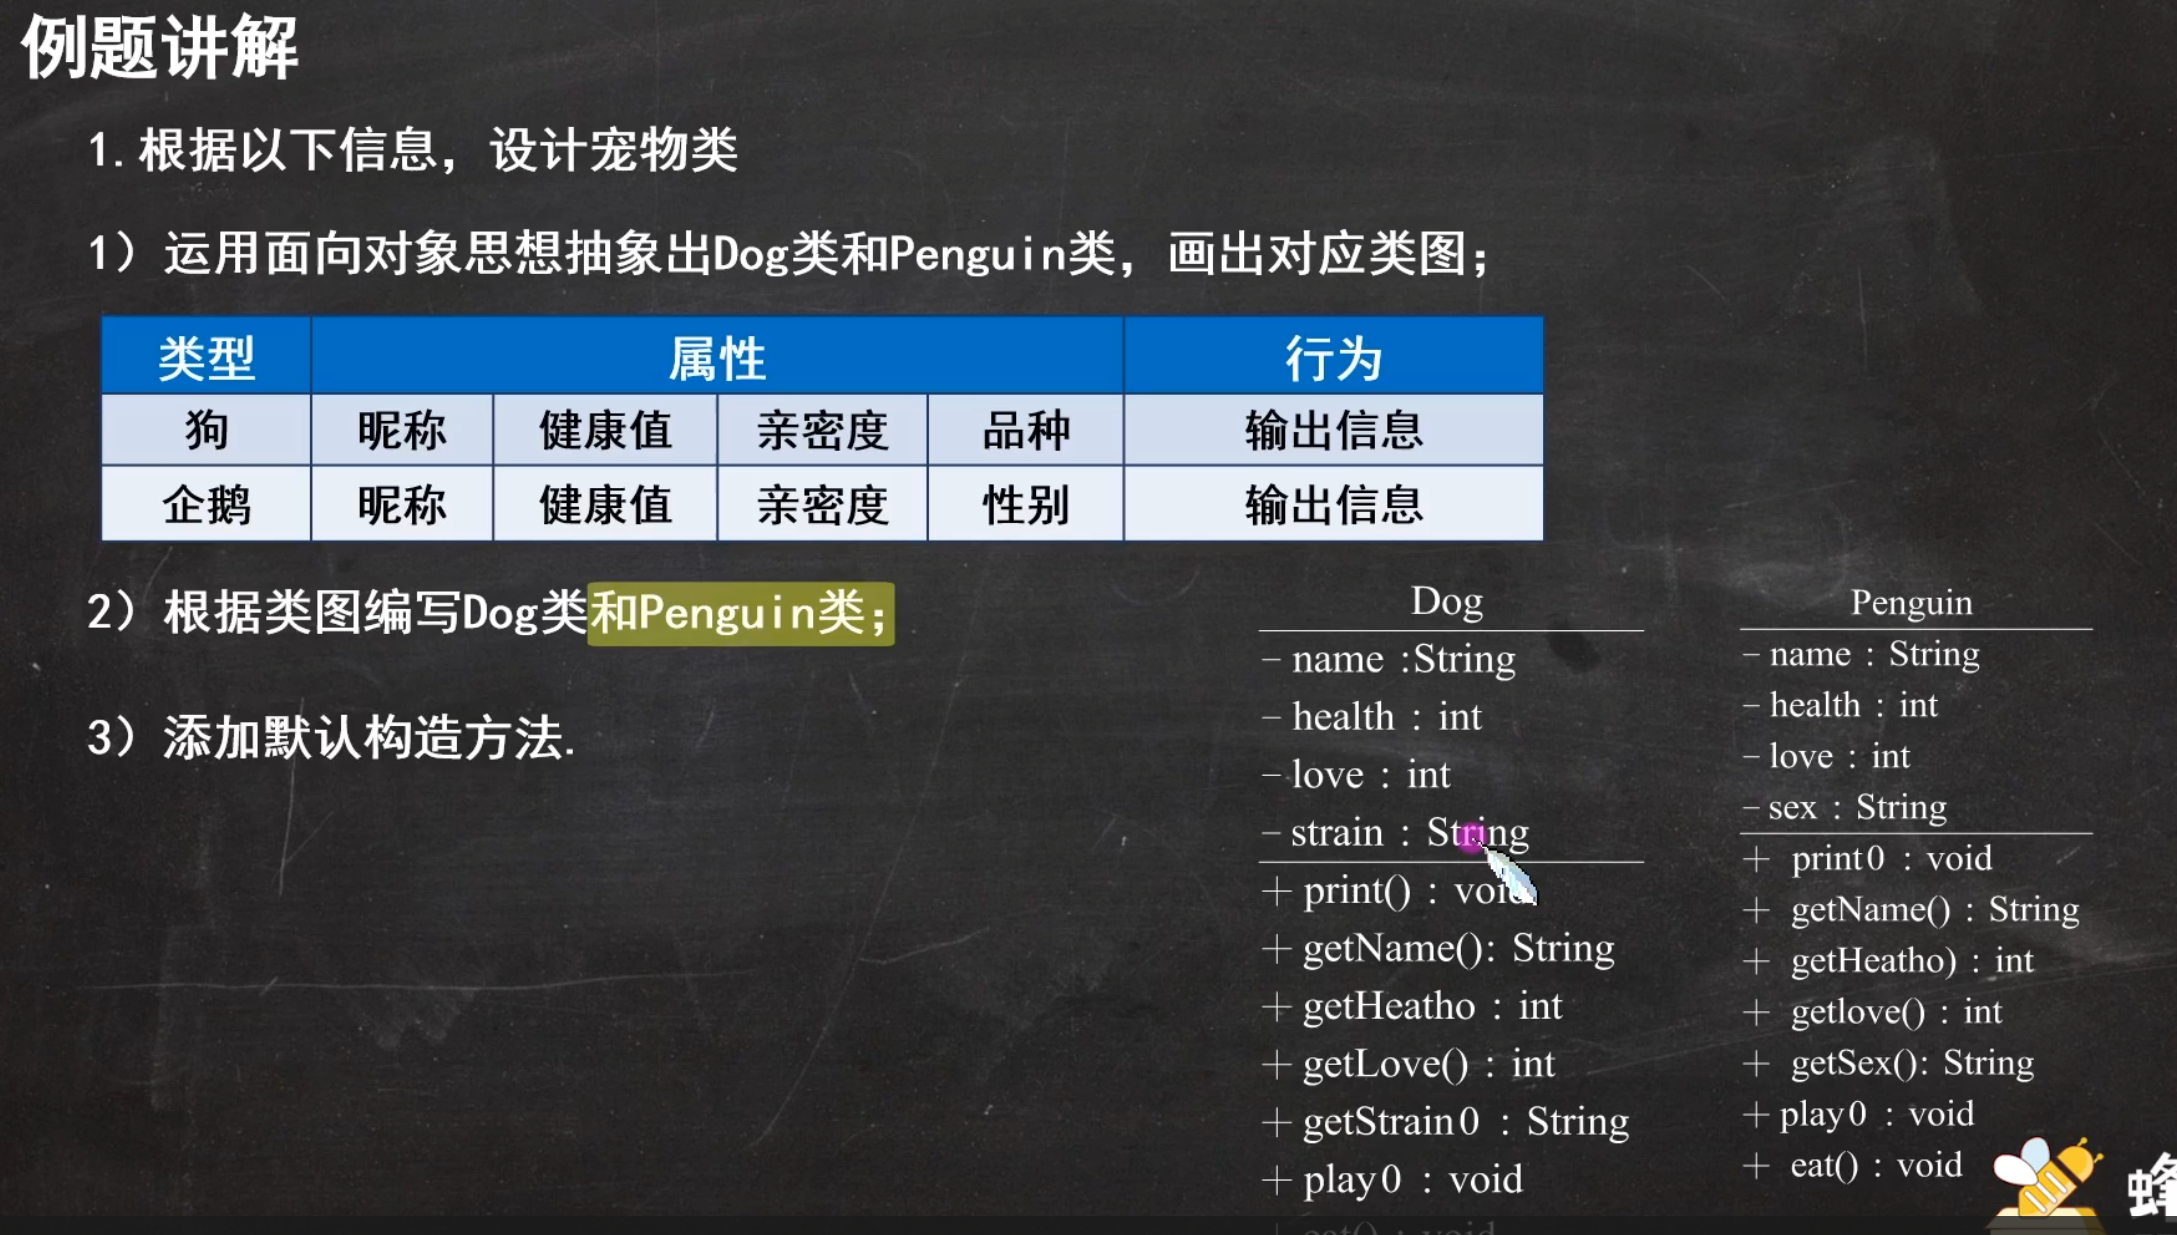 例题讲解
1.根据以下信息，设计宠物类
1）运用面向对象思想抽象出Dog类和Penguin类，画出对应类图；
类型 属性 行为
狗 昵称 健康值 亲密度 品种 输出信息
企鹅 昵称 健康值 亲密度 性别 输出信息
2）根据类图编写Dog类和Penguin类；
3）添加默认构造方法.
Dog
- name :String
- health : int
- love : int
- strain : String
+ print() : void
+ getName(): String
+ getHeatho : int
+ getLove() : int
+ getStrain0 : String
+ play0 : void
+ eat() : void
Penguin
- name : String
- health : int
- love : int
- sex : String
+ print0 : void
+ getName() : String
+ getHeatho) : int
+ getlove() : int
+ getSex(): String
+ play0 : void
+ eat() : void
蜂